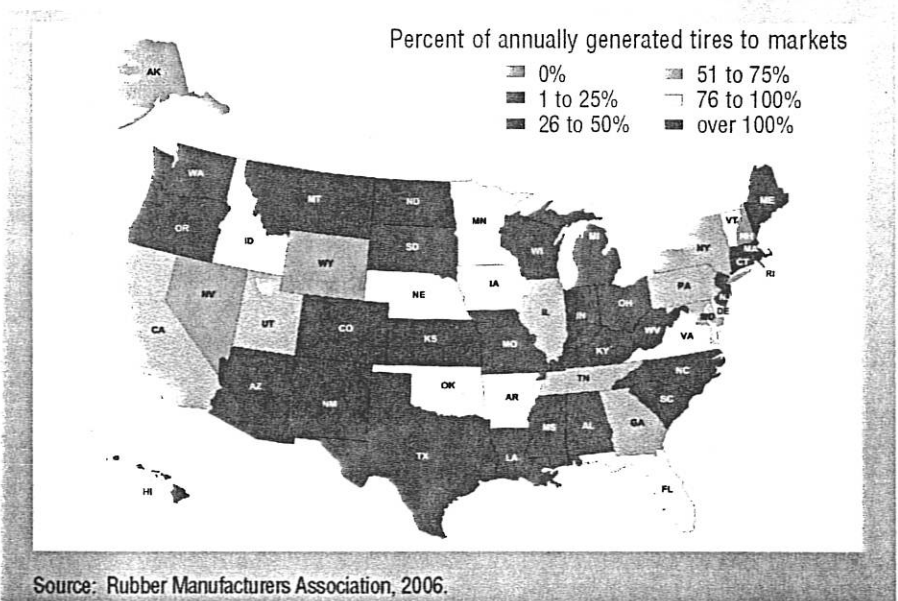 Percent of annually generated tires to markets
0% 51 to 75%
1 to 25% 76 to 100%
26 to 50% over 100%
AK
WA
MT
ND
MN
ME
VT
OR
ID
SD
WI
MI
NY
NH
MA
WY
CT
RI
NE
IA
PA
NJ
NV
IL
IN
OH
DE
MD
CA
UT
CO
KS
MO
WV
VA
KY
AZ
NM
OK
AR
TN
NC
SC
TX
LA
MS
AL
GA
HI
FL
Source: Rubber Manufacturers Association, 2006.